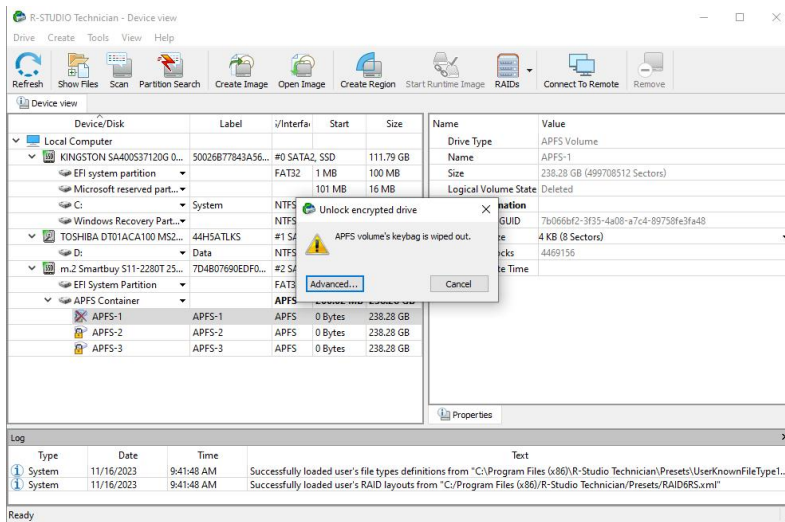 R-STUDIO Technician - Device view
Drive Create Tools View Help
Refresh Show Files Scan Partition Search Create Image Open Image Create Region Start Runtime Image RAIDs Connect To Remote Remove
Device view
Device/Disk Label Start Size Name Value
Local Computer Drive Type APFS Volume
KINGSTON SA400S37120G 0... 50026B77843A56... #0 SATA2, SSD 111.79 GB Name APFS-1
EFI system partition FAT32 1 MB 100 MB Size 238.28 GB (499708512 Sectors)
Microsoft reserved part... 101 MB 16 MB Logical Volume State Deleted
C: System
GUID 7b066bf2-3f35-4a08-a7c4-89758fe3fa48
Windows Recovery Part...
4 KB (8 Sectors)
TOSHIBA DT01ACA100 MS2... 44H5ATLKS
4469156
D: Data
Time
m.2 Smartbuy S11-2280T 25... 7D4B07690EDF0...
EFI System Partition
APFS Container APFS
APFS-1 APFS-1 APFS 0 Bytes 238.28 GB
APFS-2 APFS-2 APFS 0 Bytes 238.28 GB
APFS-3 APFS-3 APFS 0 Bytes 238.28 GB
Unlock encrypted drive
APFS volume's keybag is wiped out.
Advanced... Cancel
Properties
Log
Type Date Time Text
System 11/16/2023 9:41:48 AM Successfully loaded user's file types definitions from "C:\Program Files (x86)\R-Studio Technician\Presets\UserKnownFileType1...
System 11/16/2023 9:41:48 AM Successfully loaded user's RAID layouts from "C:/Program Files (x86)/R-Studio Technician/Presets/RAID6RS.xml"
Ready